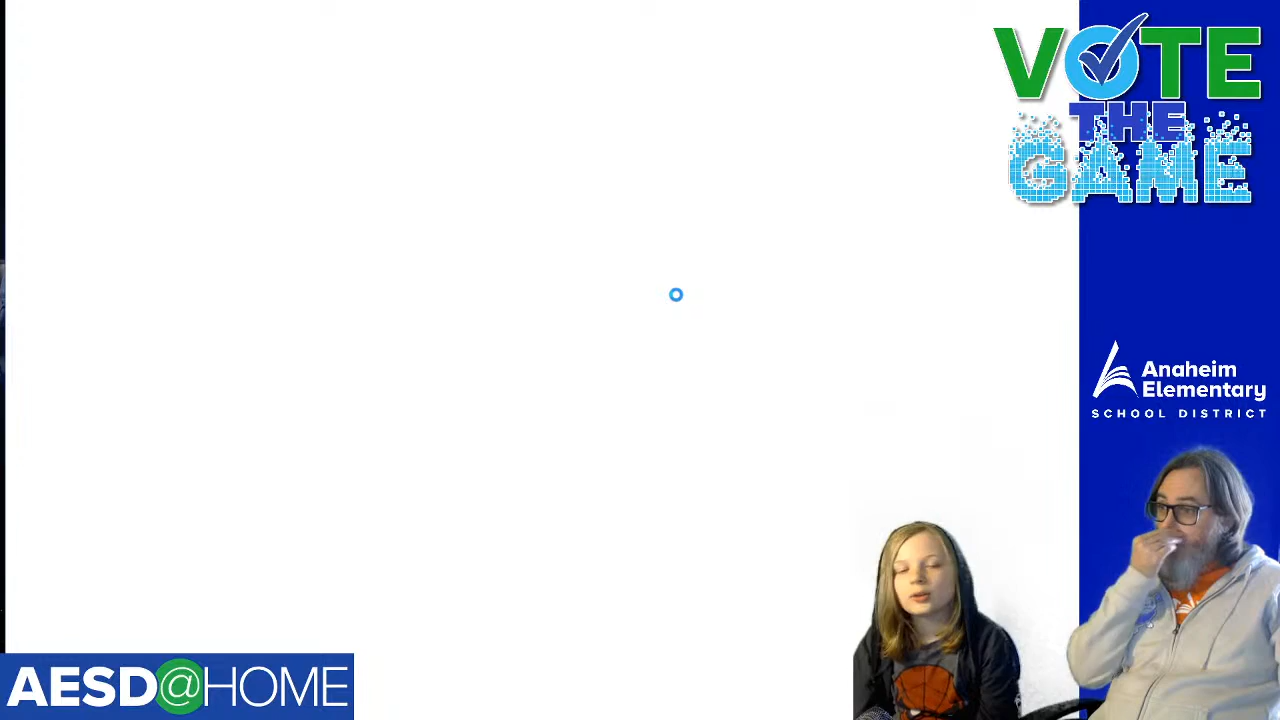 VOTE
THE
GAME
Anaheim
Elementary
SCHOOL DISTRICT
AESD@HOME